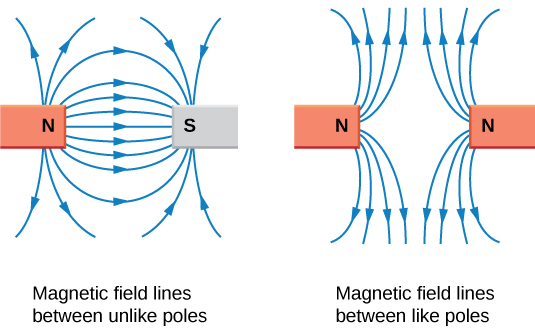 N S N N
Magnetic field lines
between unlike poles
Magnetic field lines
between like poles